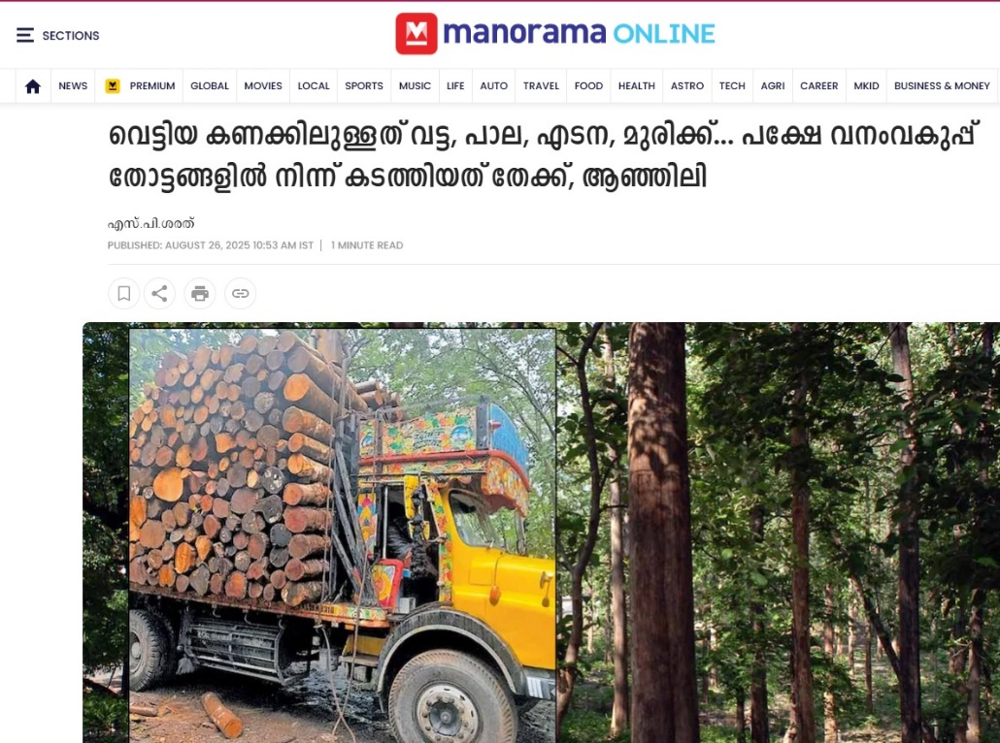 SECTIONS
manorama ONLINE
NEWS PREMIUM GLOBAL MOVIES LOCAL SPORTS MUSIC LIFE AUTO TRAVEL FOOD HEALTH ASTRO TECH AGRI CAREER MKID BUSINESS & MONEY
വെട്ടിയ കണക്കിലുള്ളത് വട്ട, പാല, എടന, മുരിക്ക്... പക്ഷേ വനംവകുപ്പ്
തോട്ടങ്ങളിൽ നിന്ന് കടത്തിയത് തേക്ക്, ആഞ്ഞിലി
എസ്.പി.ശരത്
PUBLISHED: AUGUST 26, 2025 10:53 AM IST | 1 MINUTE READ